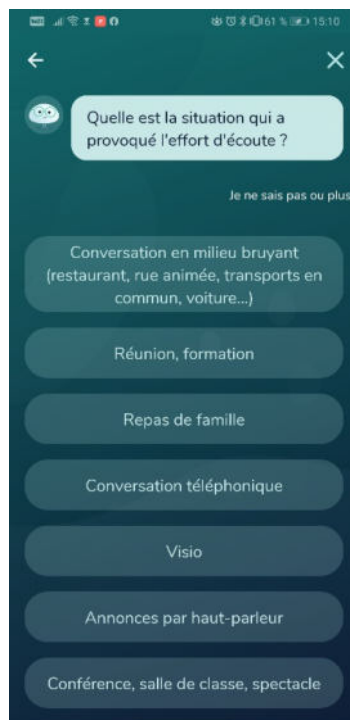 61 % 15:10
Quelle est la situation qui a
provoqué l'effort d'écoute ?
Je ne sais pas ou plus
Conversation en milieu bruyant
(restaurant, rue animée, transports en
commun, voiture...)
Réunion, formation
Repas de famille
Conversation téléphonique
Visio
Annonces par haut-parleur
Conférence, salle de classe, spectacle